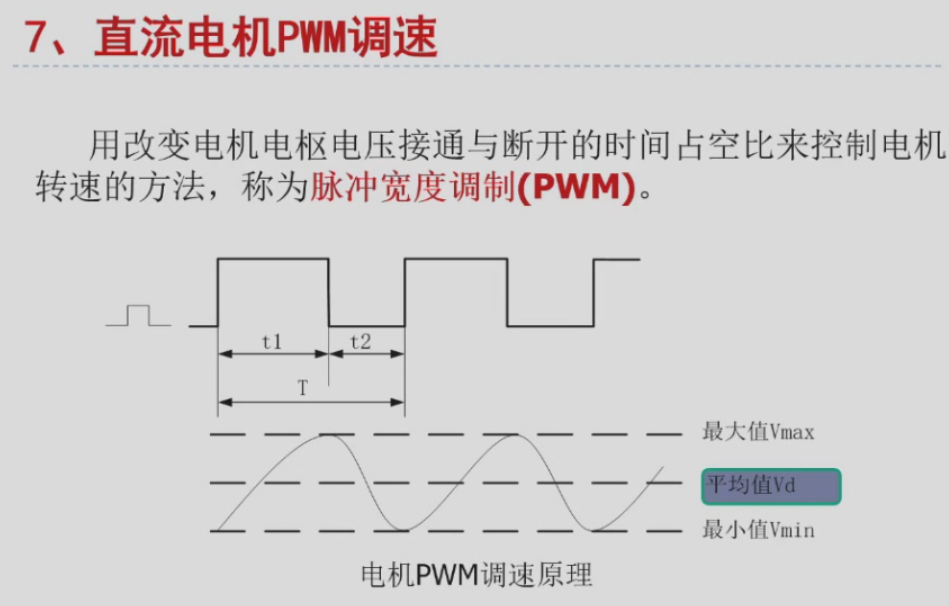 7、直流电机PWM调速
用改变电机电枢电压接通与断开的时间占空比来控制电机
转速的方法，称为脉冲宽度调制(PWM)。
t1
t2
T
最大值Vmax
平均值Vd
最小值Vmin
电机PWM调速原理